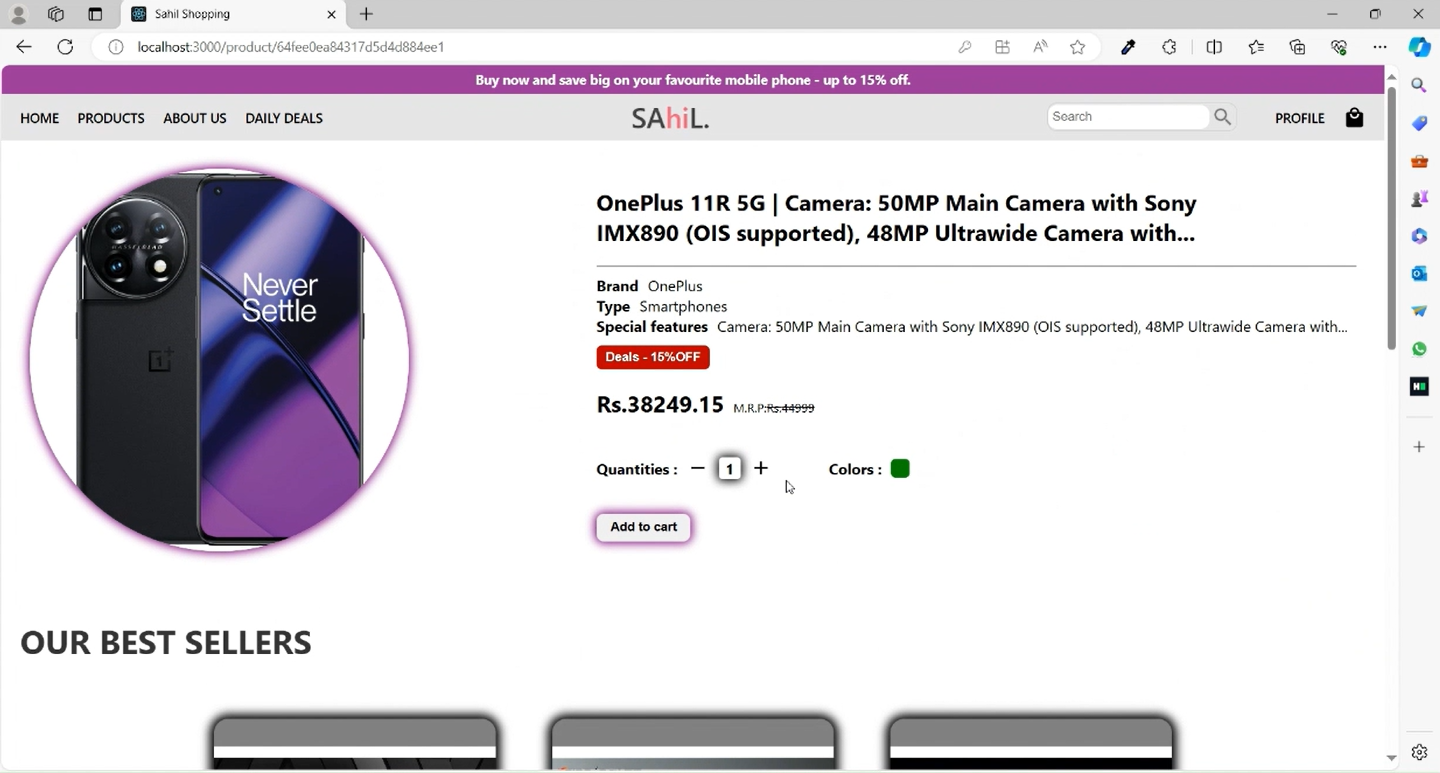 Sahil Shopping
localhost:3000/product/64fee0ea84317d5d4d884ee1
Buy now and save big on your favourite mobile phone - up to 15% off.
HOME PRODUCTS ABOUT US DAILY DEALS SAhiL. Search PROFILE
HASSELBLAD
Never
Settle
OnePlus 11R 5G | Camera: 50MP Main Camera with Sony
IMX890 (OIS supported), 48MP Ultrawide Camera with...
Brand OnePlus
Type Smartphones
Special features Camera: 50MP Main Camera with Sony IMX890 (OIS supported), 48MP Ultrawide Camera with...
Deals - 15%OFF
Rs.38249.15 M.R.P:Rs.44999
Quantities : − 1 + Colors :
Add to cart
OUR BEST SELLERS